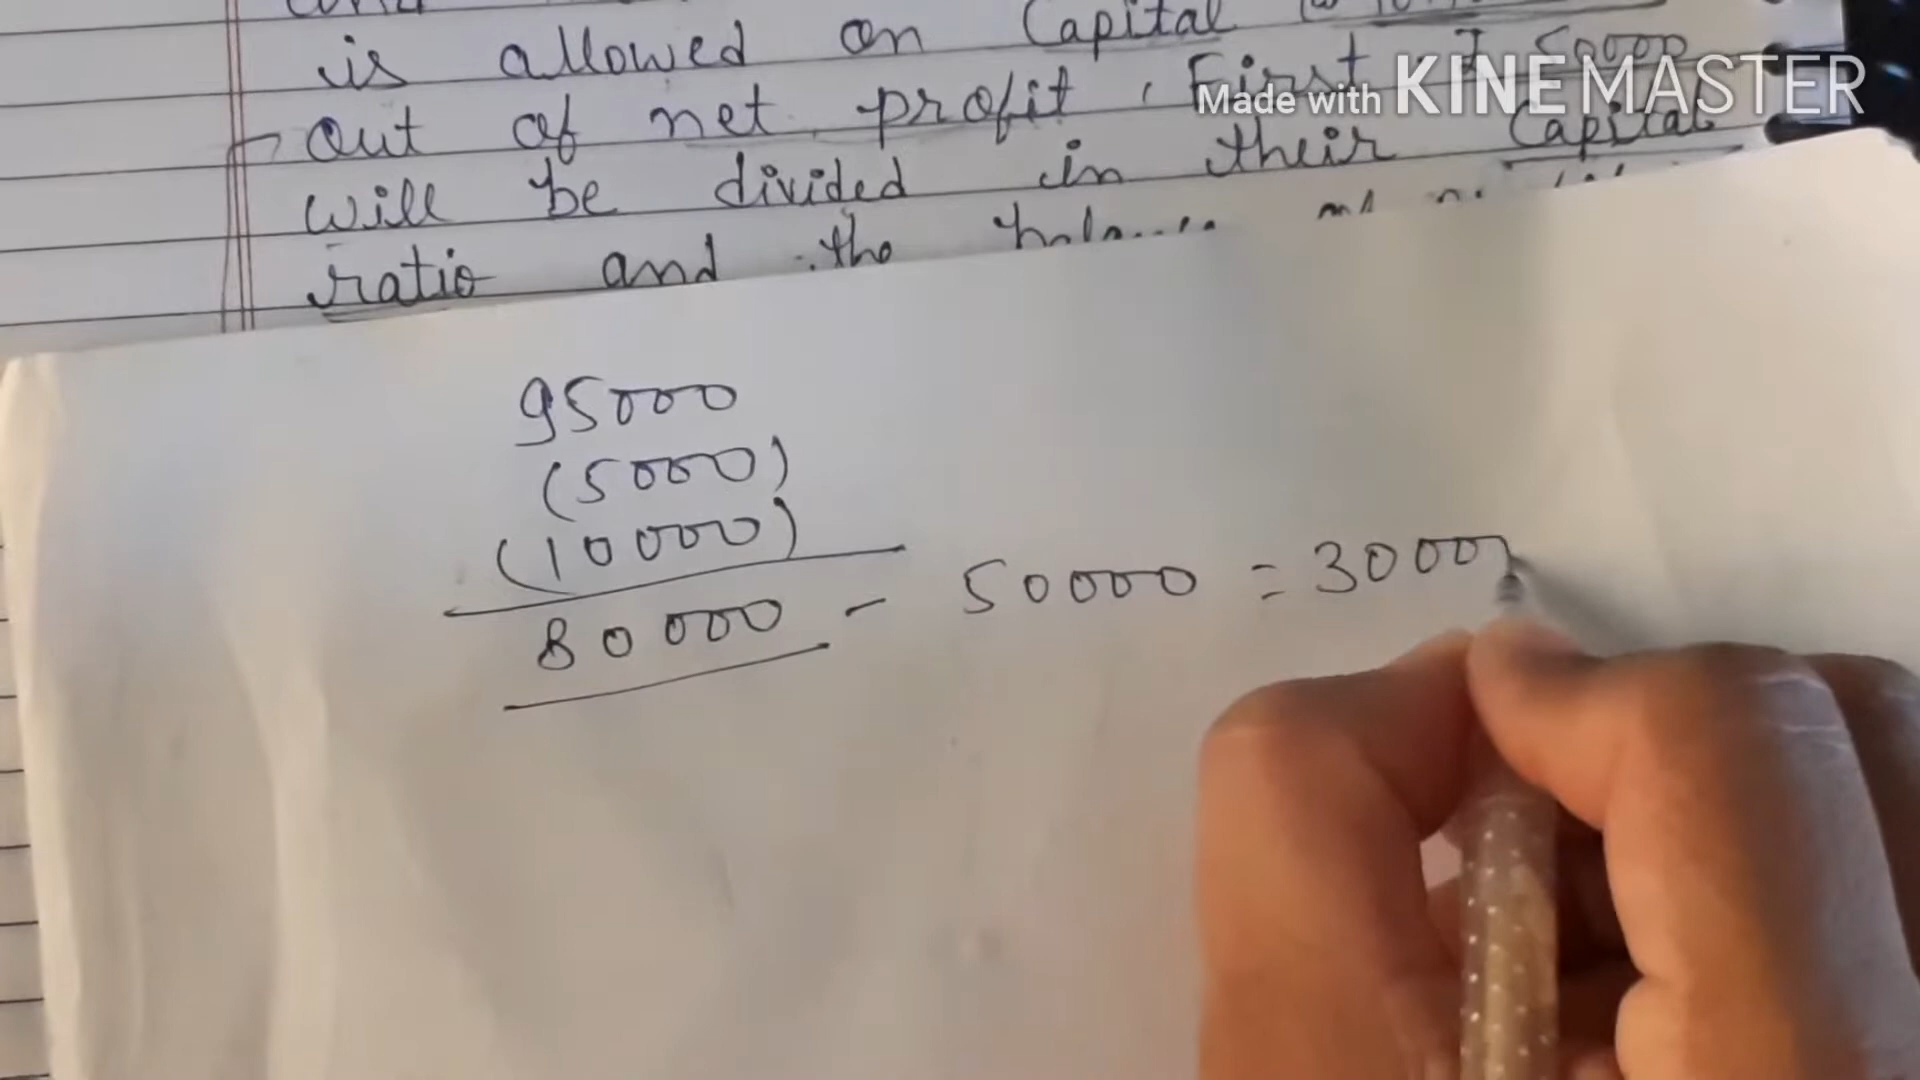 is allowed on Capital @
out of net profit. First ₹ 50000
will be divided in their Capital
ratio and the
Made with KINEMASTER
95000
(5000)
(10000)
80000 - 50000 = 3000